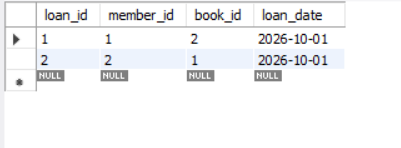 loan_id member_id book_id loan_date
1 1 2 2026-10-01
2 2 1 2026-10-01
NULL NULL NULL NULL